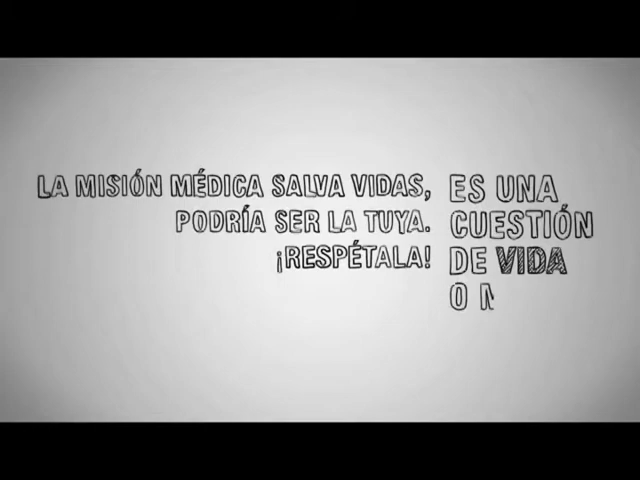 LA MISIÓN MÉDICA SALVA VIDAS,
PODRÍA SER LA TUYA.
¡RESPÉTALA!
ES UNA
CUESTIÓN
DE VIDA
O